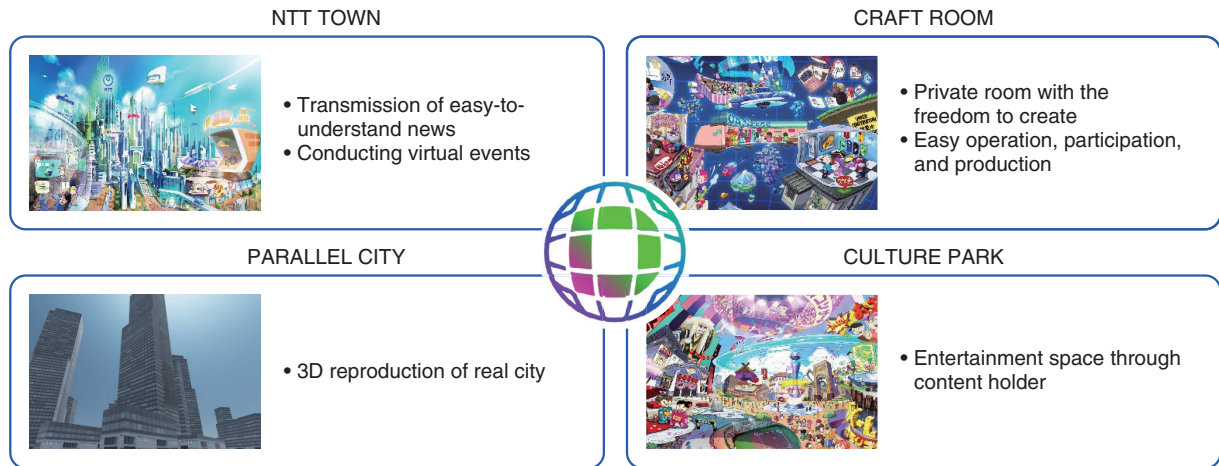 NTT TOWN
• Transmission of easy-to-
understand news
• Conducting virtual events
CRAFT ROOM
• Private room with the
freedom to create
• Easy operation, participation,
and production
PARALLEL CITY
• 3D reproduction of real city
CULTURE PARK
• Entertainment space through
content holder